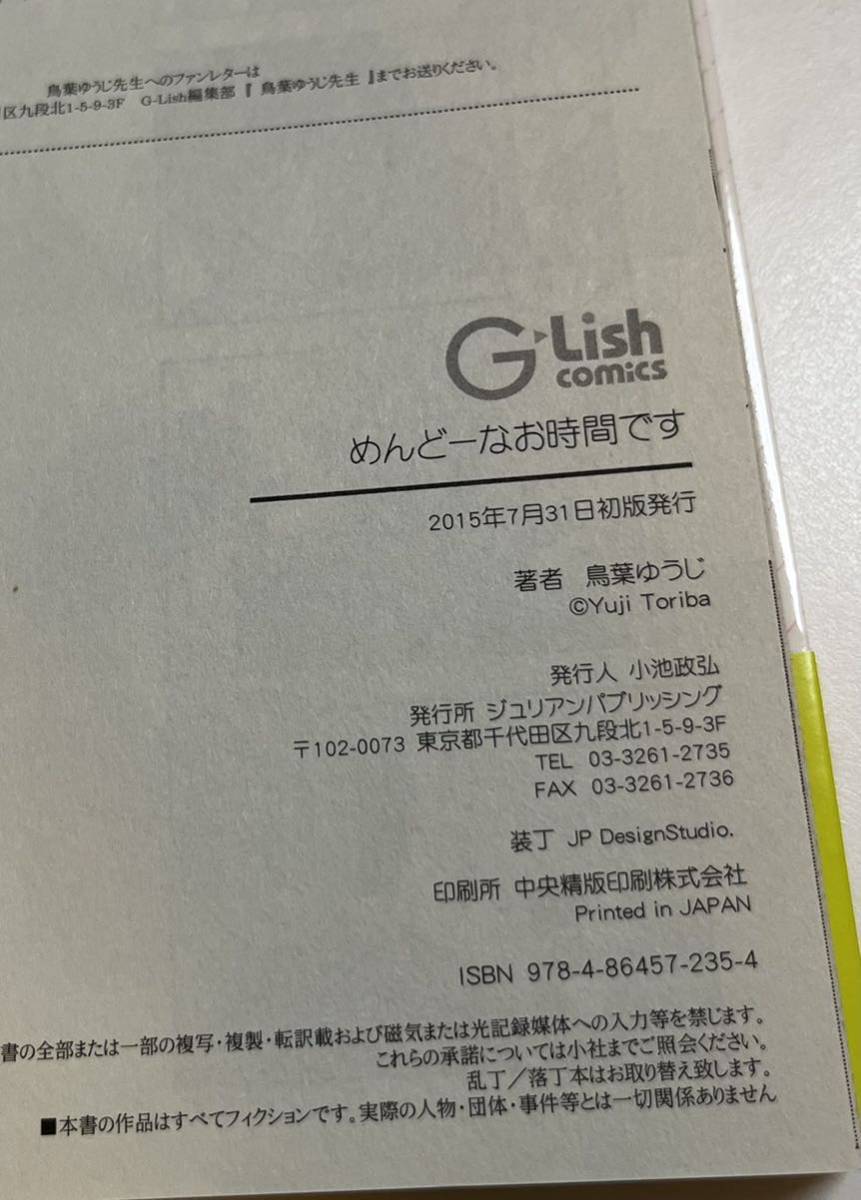 鳥葉ゆうじ先生へのファンレターは
区九段北1-5-9-3F G-Lish編集部『 鳥葉ゆうじ先生 』までお送りください。
G-Lish
comics
めんどーなお時間です
2015年7月31日初版発行
著者 鳥葉ゆうじ
©Yuji Toriba
発行人 小池政弘
発行所 ジュリアンパブリッシング
〒102-0073 東京都千代田区九段北1-5-9-3F
TEL 03-3261-2735
FAX 03-3261-2736
装丁 JP DesignStudio.
印刷所 中央精版印刷株式会社
Printed in JAPAN
ISBN 978-4-86457-235-4
書の全部または一部の複写・複製・転訳載および磁気または光記録媒体への入力等を禁じます。
これらの承諾については小社までご照会ください。
乱丁／落丁本はお取り替え致します。
■本書の作品はすべてフィクションです。実際の人物・団体・事件等とは一切関係ありません